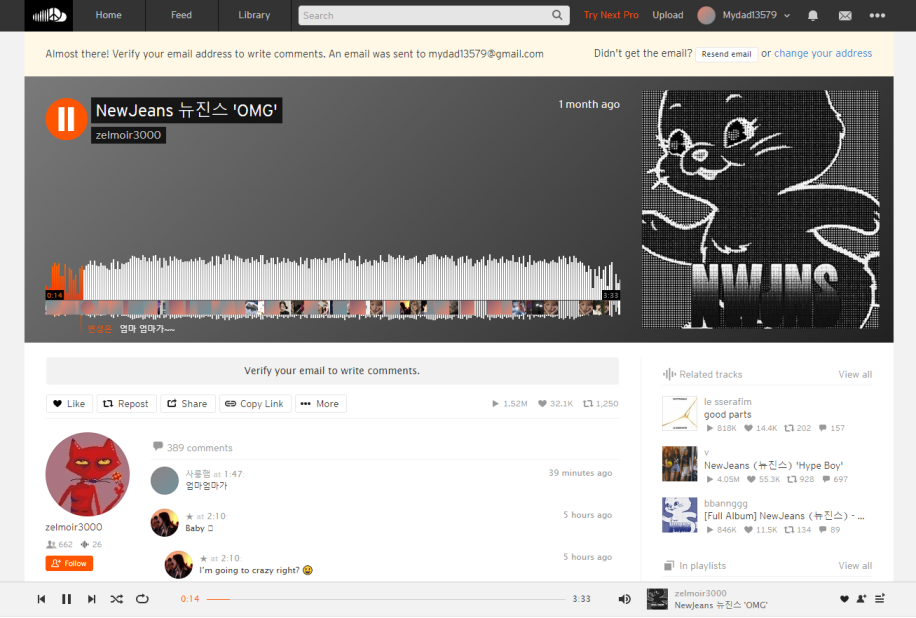 Home
Feed
Library
Search
Try Next Pro
Upload
Mydad13579
Almost there! Verify your email address to write comments. An email was sent to mydad13579@gmail.com
Didn't get the email? Resend email or change your address
NewJeans 뉴진스 'OMG'
zelmoir3000
1 month ago
NWJNS
0:14
3:33
엄마 엄마가~~
Verify your email to write comments.
Like
Repost
Share
Copy Link
More
1.52M
32.1K
1,250
389 comments
at 1:47:
엄마엄마가
39 minutes ago
★ at 2:10:
Baby
5 hours ago
★ at 2:10:
I'm going to crazy right? 😀
5 hours ago
zelmoir3000
662
26
Follow
Related tracks
View all
le sserafim
good parts
818K
14.4K
202
157
v
NewJeans (뉴진스) 'Hype Boy'
4.05M
55.3K
928
697
bbannggg
[Full Album] NewJeans (뉴진스) - ...
846K
11.5K
134
89
In playlists
View all
0:14
3:33
zelmoir3000
NewJeans 뉴진스 'OMG'